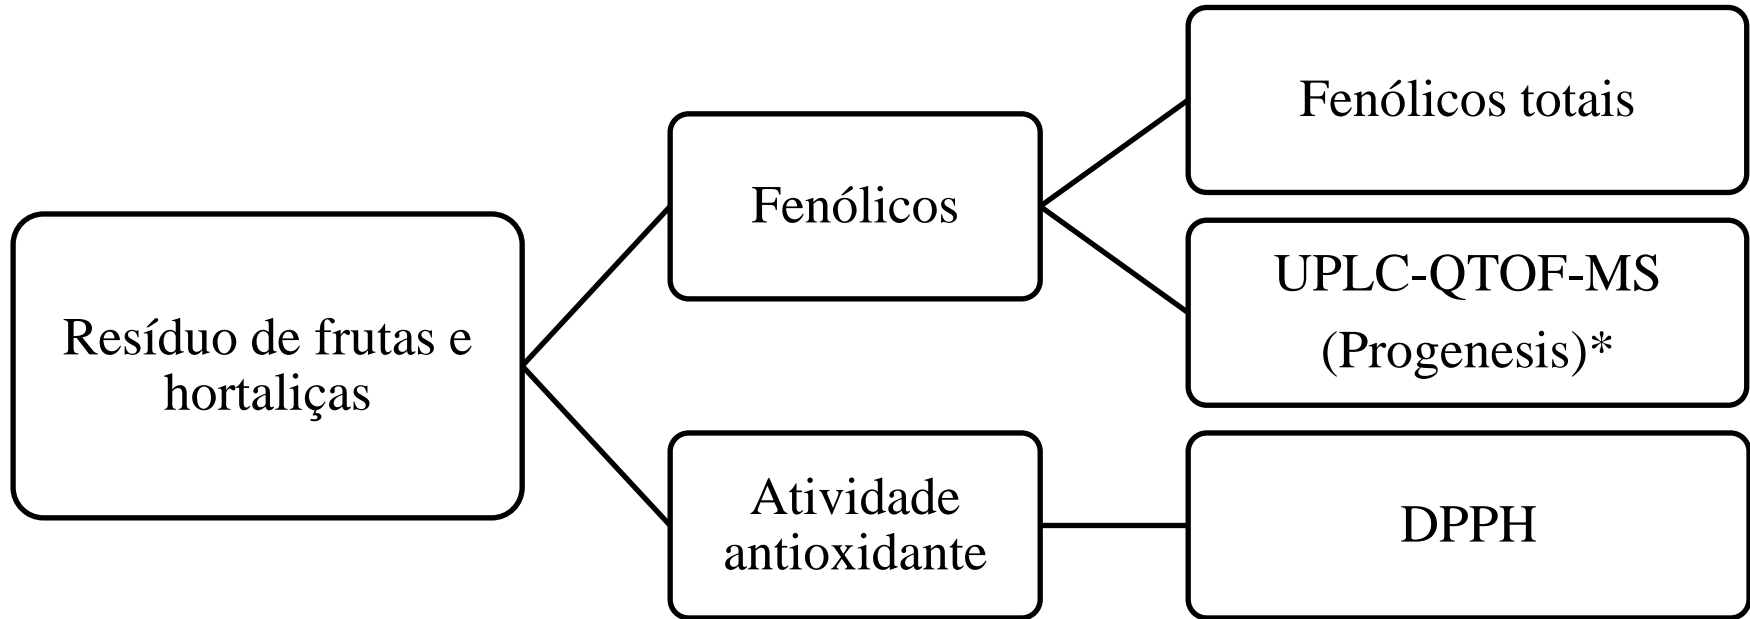 Resíduo de frutas e
hortaliças
Fenólicos
Fenólicos totais
UPLC-QTOF-MS
(Progenesis)*
Atividade
antioxidante
DPPH